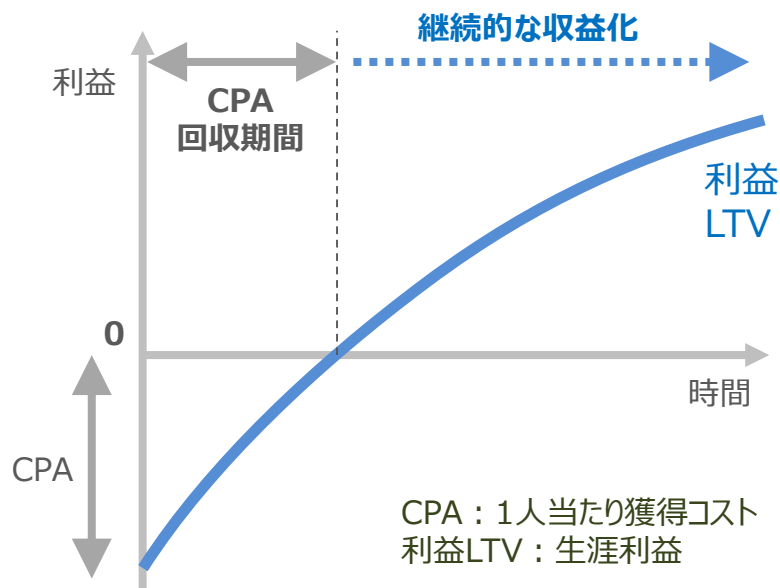 継続的な収益化
利益
CPA
回収期間
利益
LTV
0
時間
CPA
CPA：1人当たり獲得コスト
利益LTV：生涯利益